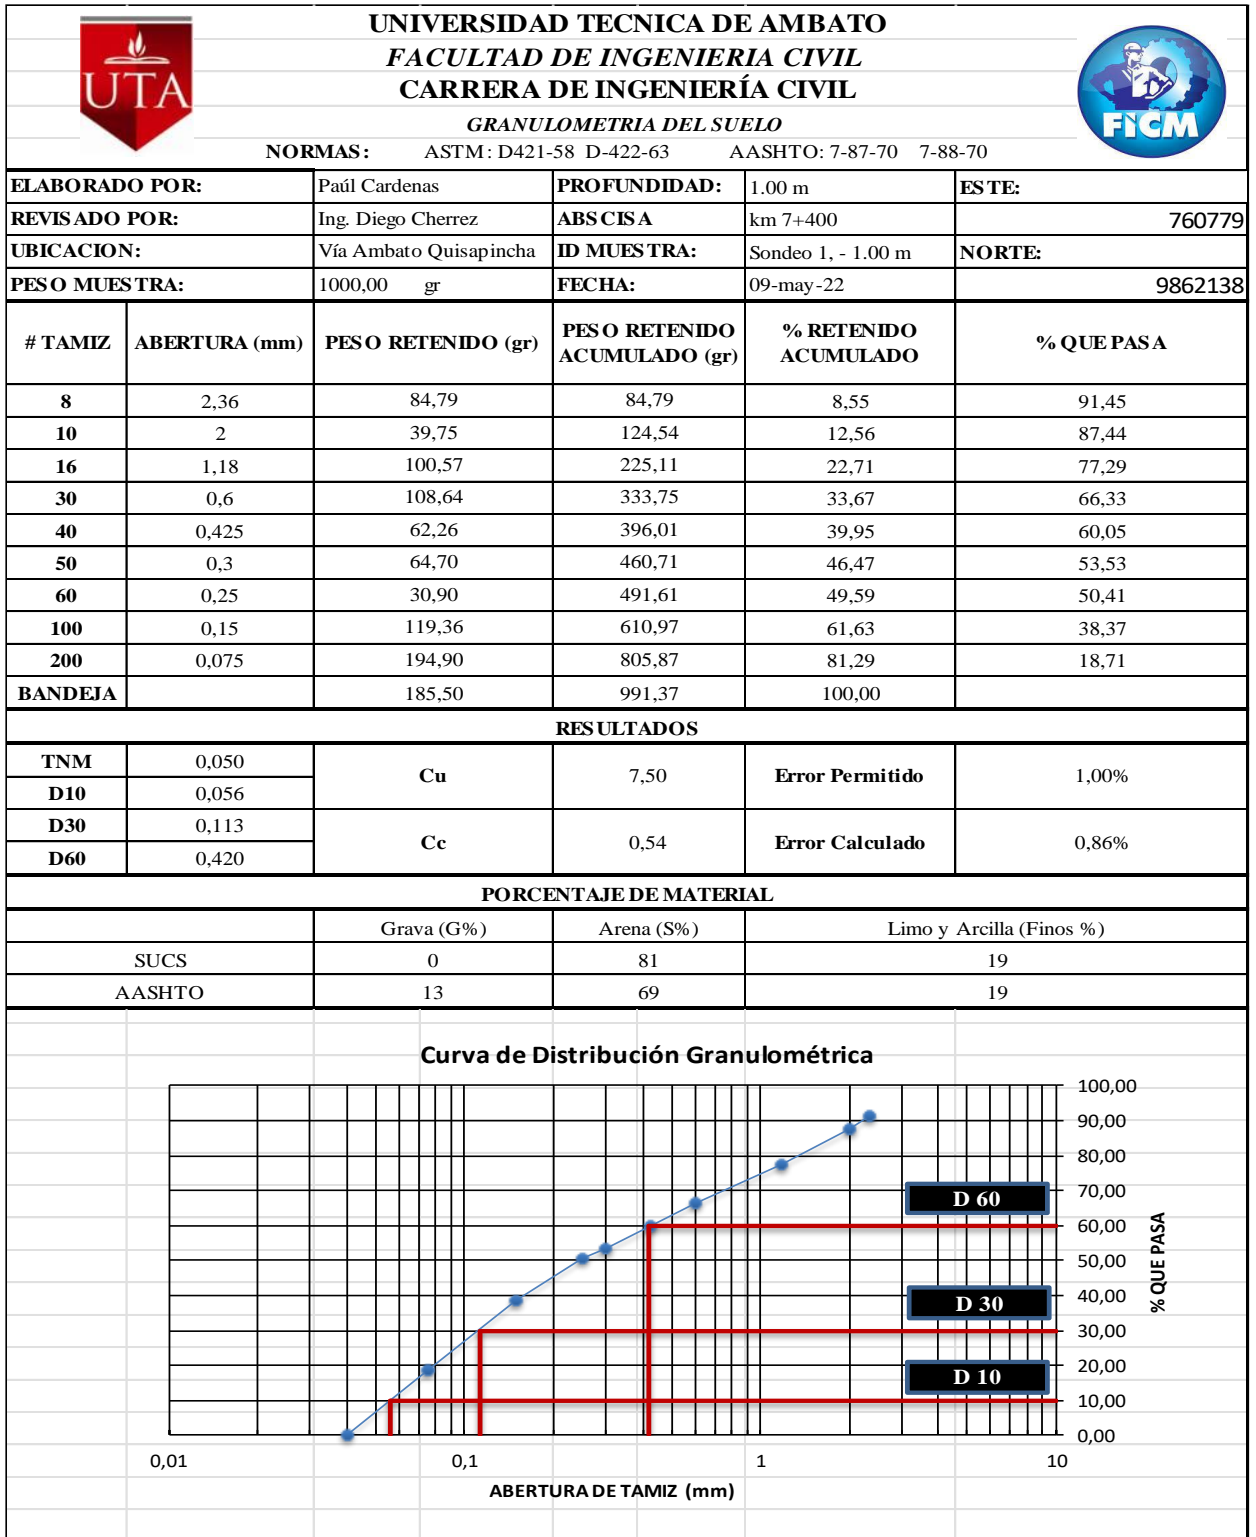 UTA
UNIVERSIDAD TECNICA DE AMBATO
FACULTAD DE INGENIERIA CIVIL
CARRERA DE INGENIERÍA CIVIL
GRANULOMETRIA DEL SUELO
NORMAS: ASTM: D421-58 D-422-63 AASHTO: 7-87-70 7-88-70
FICM
ELABORADO POR: Paúl Cardenas PROFUNDIDAD: 1.00 m ESTE:
REVISADO POR: Ing. Diego Cherrez ABSCISA km 7+400 760779
UBICACION: Vía Ambato Quisapincha ID MUESTRA: Sondeo 1, - 1.00 m NORTE:
PESO MUESTRA: 1000,00 gr FECHA: 09-may-22 9862138
# TAMIZ ABERTURA (mm) PESO RETENIDO (gr) PESO RETENIDO ACUMULADO (gr) % RETENIDO ACUMULADO % QUE PASA
8 2,36 84,79 84,79 8,55 91,45
10 2 39,75 124,54 12,56 87,44
16 1,18 100,57 225,11 22,71 77,29
30 0,6 108,64 333,75 33,67 66,33
40 0,425 62,26 396,01 39,95 60,05
50 0,3 64,70 460,71 46,47 53,53
60 0,25 30,90 491,61 49,59 50,41
100 0,15 119,36 610,97 61,63 38,37
200 0,075 194,90 805,87 81,29 18,71
BANDEJA 185,50 991,37 100,00
RESULTADOS
TNM 0,050
D10 0,056
D30 0,113
D60 0,420
Cu 7,50 Error Permitido 1,00%
Cc 0,54 Error Calculado 0,86%
PORCENTAJE DE MATERIAL
Grava (G%) Arena (S%) Limo y Arcilla (Finos %)
SUCS 0 81 19
AASHTO 13 69 19
Curva de Distribución Granulométrica
100,00
90,00
80,00
70,00
60,00
50,00
40,00
30,00
20,00
10,00
0,00
% QUE PASA
D 60
D 30
D 10
0,01 0,1 1 10
ABERTURA DE TAMIZ (mm)